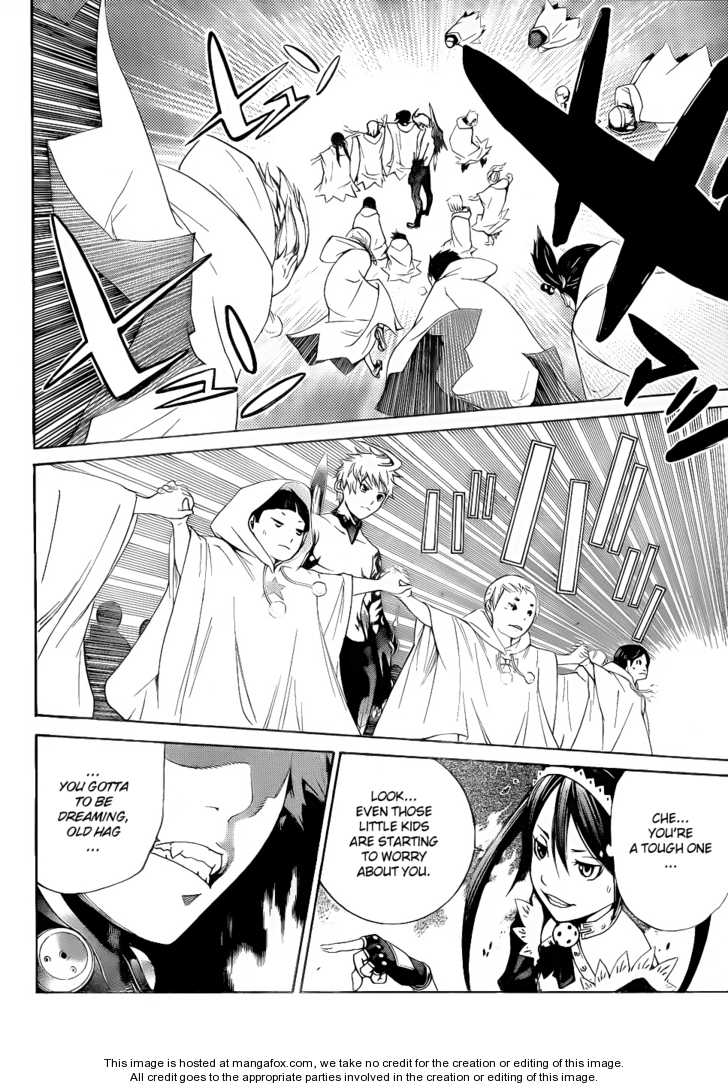 CHE...
YOU'RE
A TOUGH ONE
...
LOOK...
EVEN THOSE
LITTLE KIDS
ARE STARTING
TO WORRY
ABOUT YOU.
...
YOU GOTTA
TO BE
DREAMING,
OLD HAG
...
This image is hosted at mangafox.com, we take no credit for the creation or editing of this image.
All credit goes to the appropriate parties involved in the creation or editing of this image.